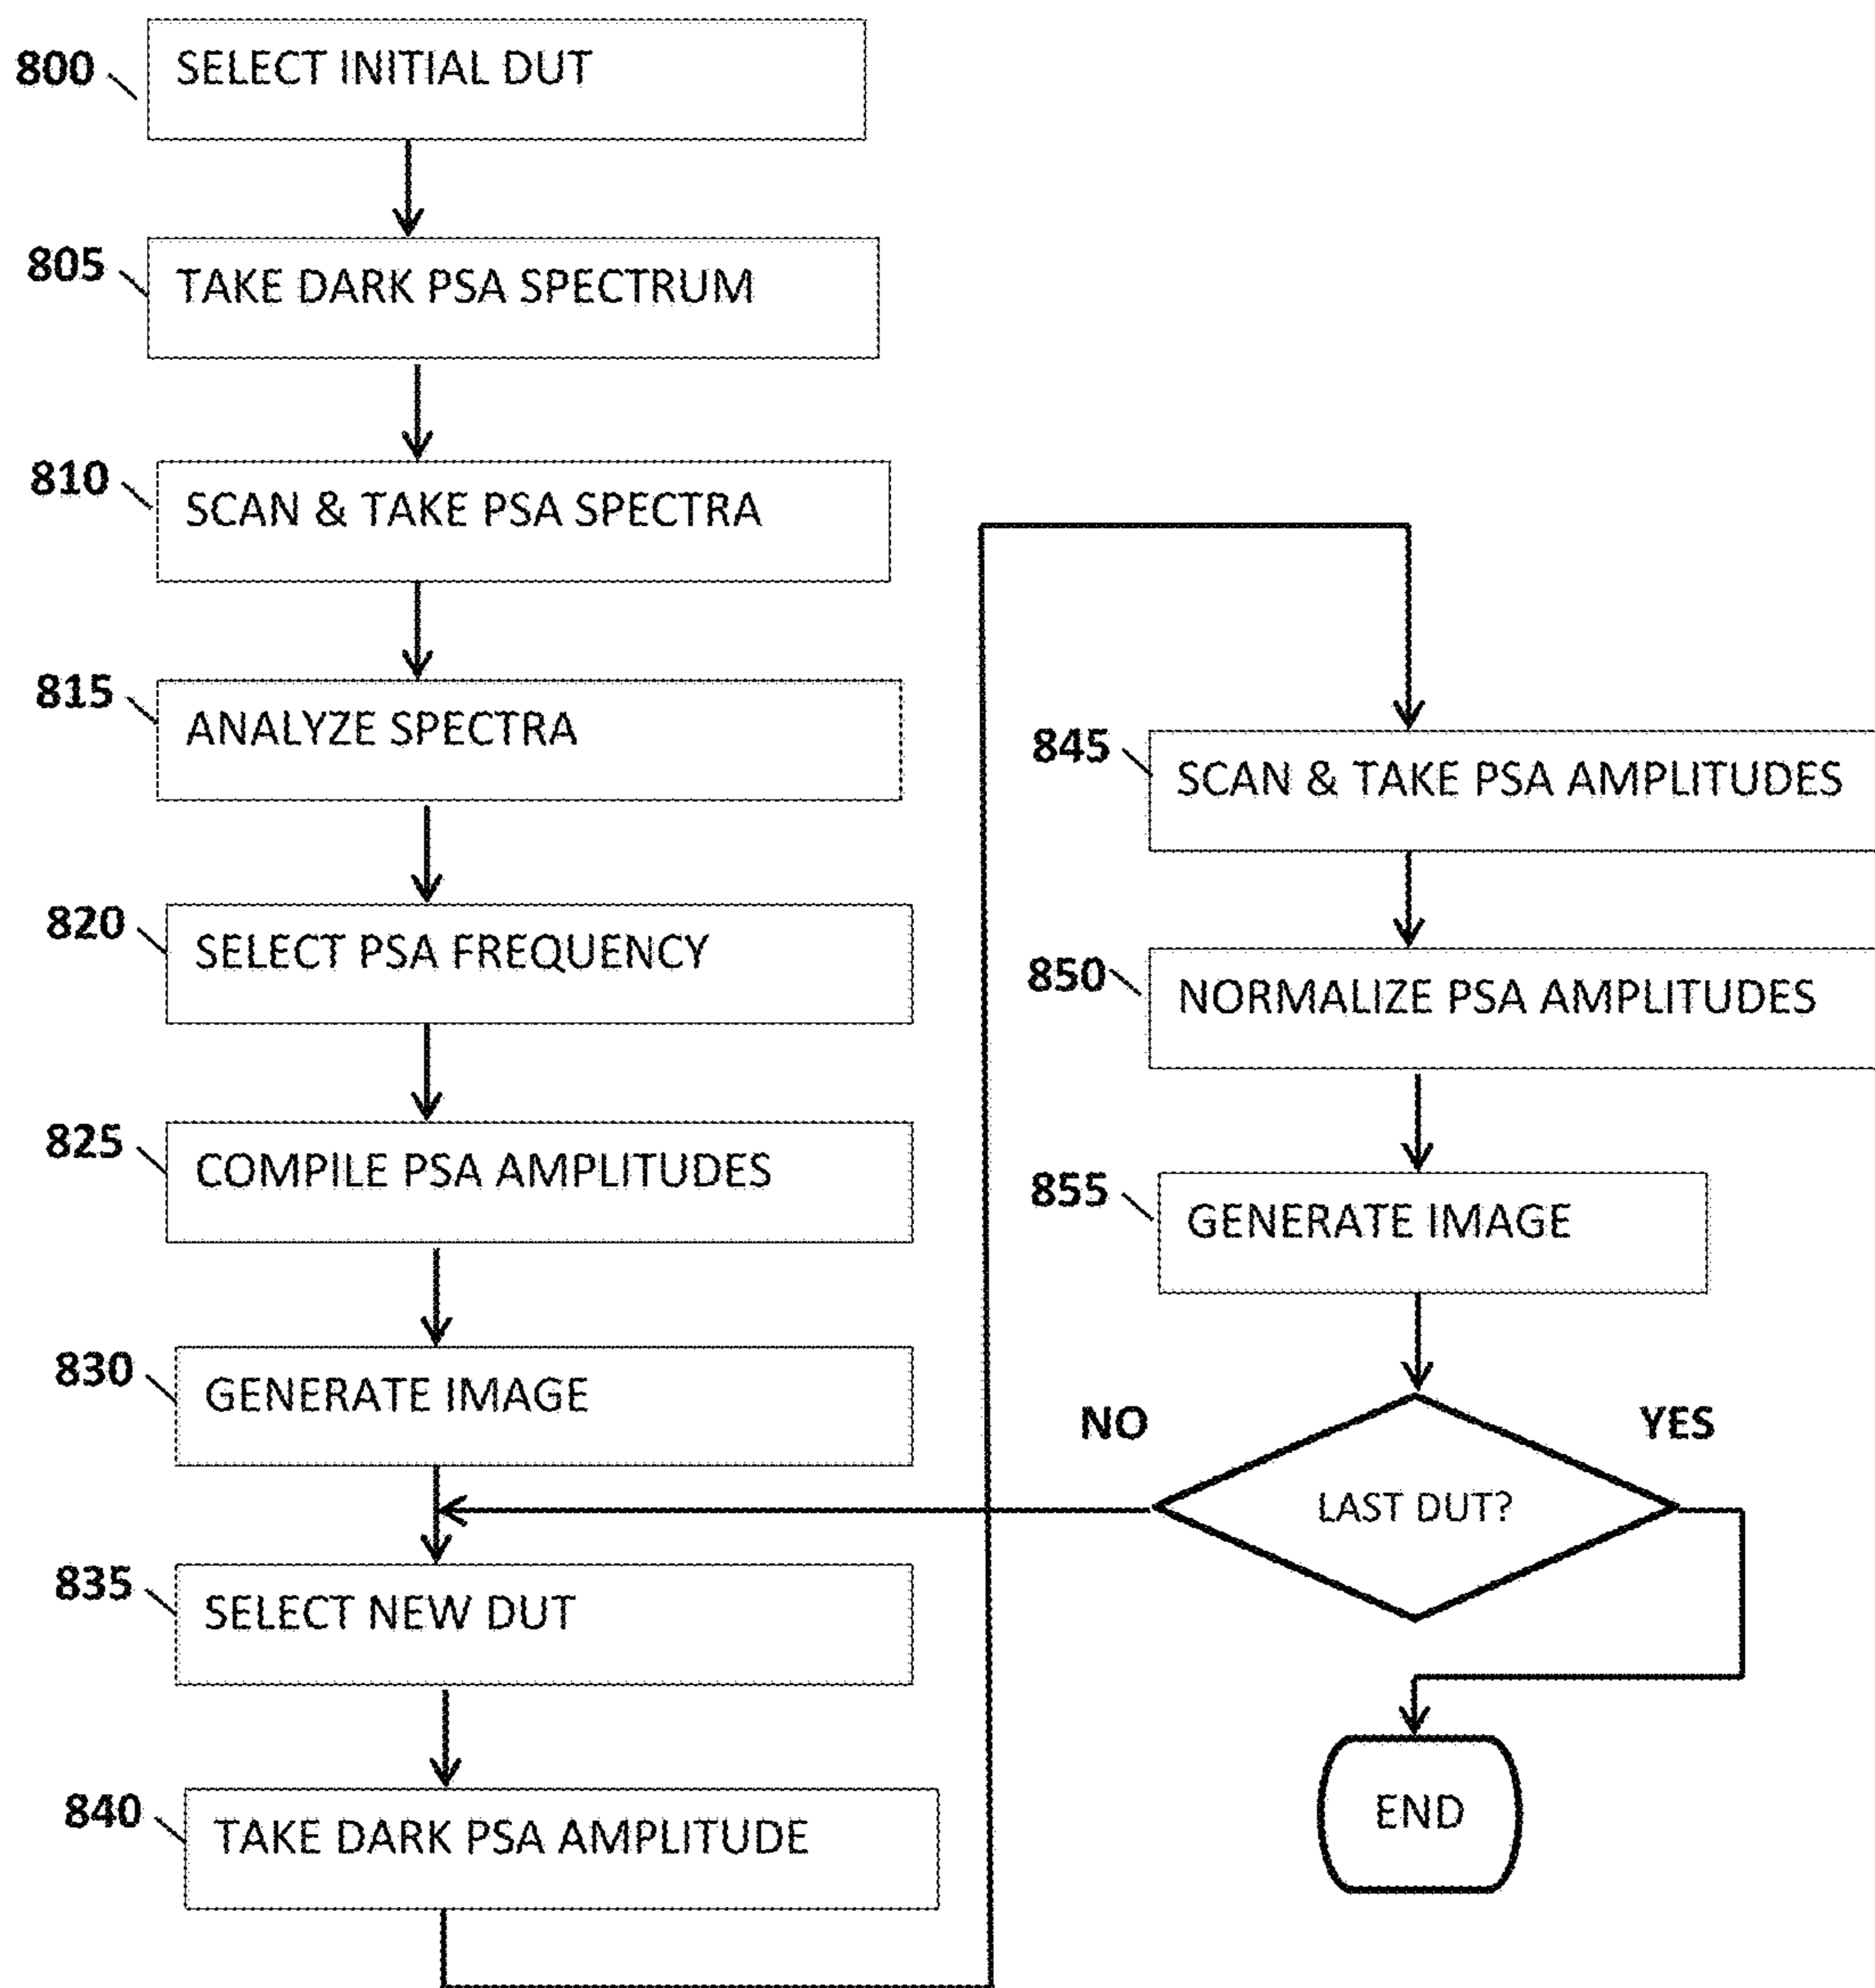 800
SELECT INITIAL DUT
805
TAKE DARK PSA SPECTRUM
810
SCAN & TAKE PSA SPECTRA
815
ANALYZE SPECTRA
820
SELECT PSA FREQUENCY
825
COMPILE PSA AMPLITUDES
830
GENERATE IMAGE
835
SELECT NEW DUT
840
TAKE DARK PSA AMPLITUDE
845
SCAN & TAKE PSA AMPLITUDES
850
NORMALIZE PSA AMPLITUDES
855
GENERATE IMAGE
NO
YES
LAST DUT?
END